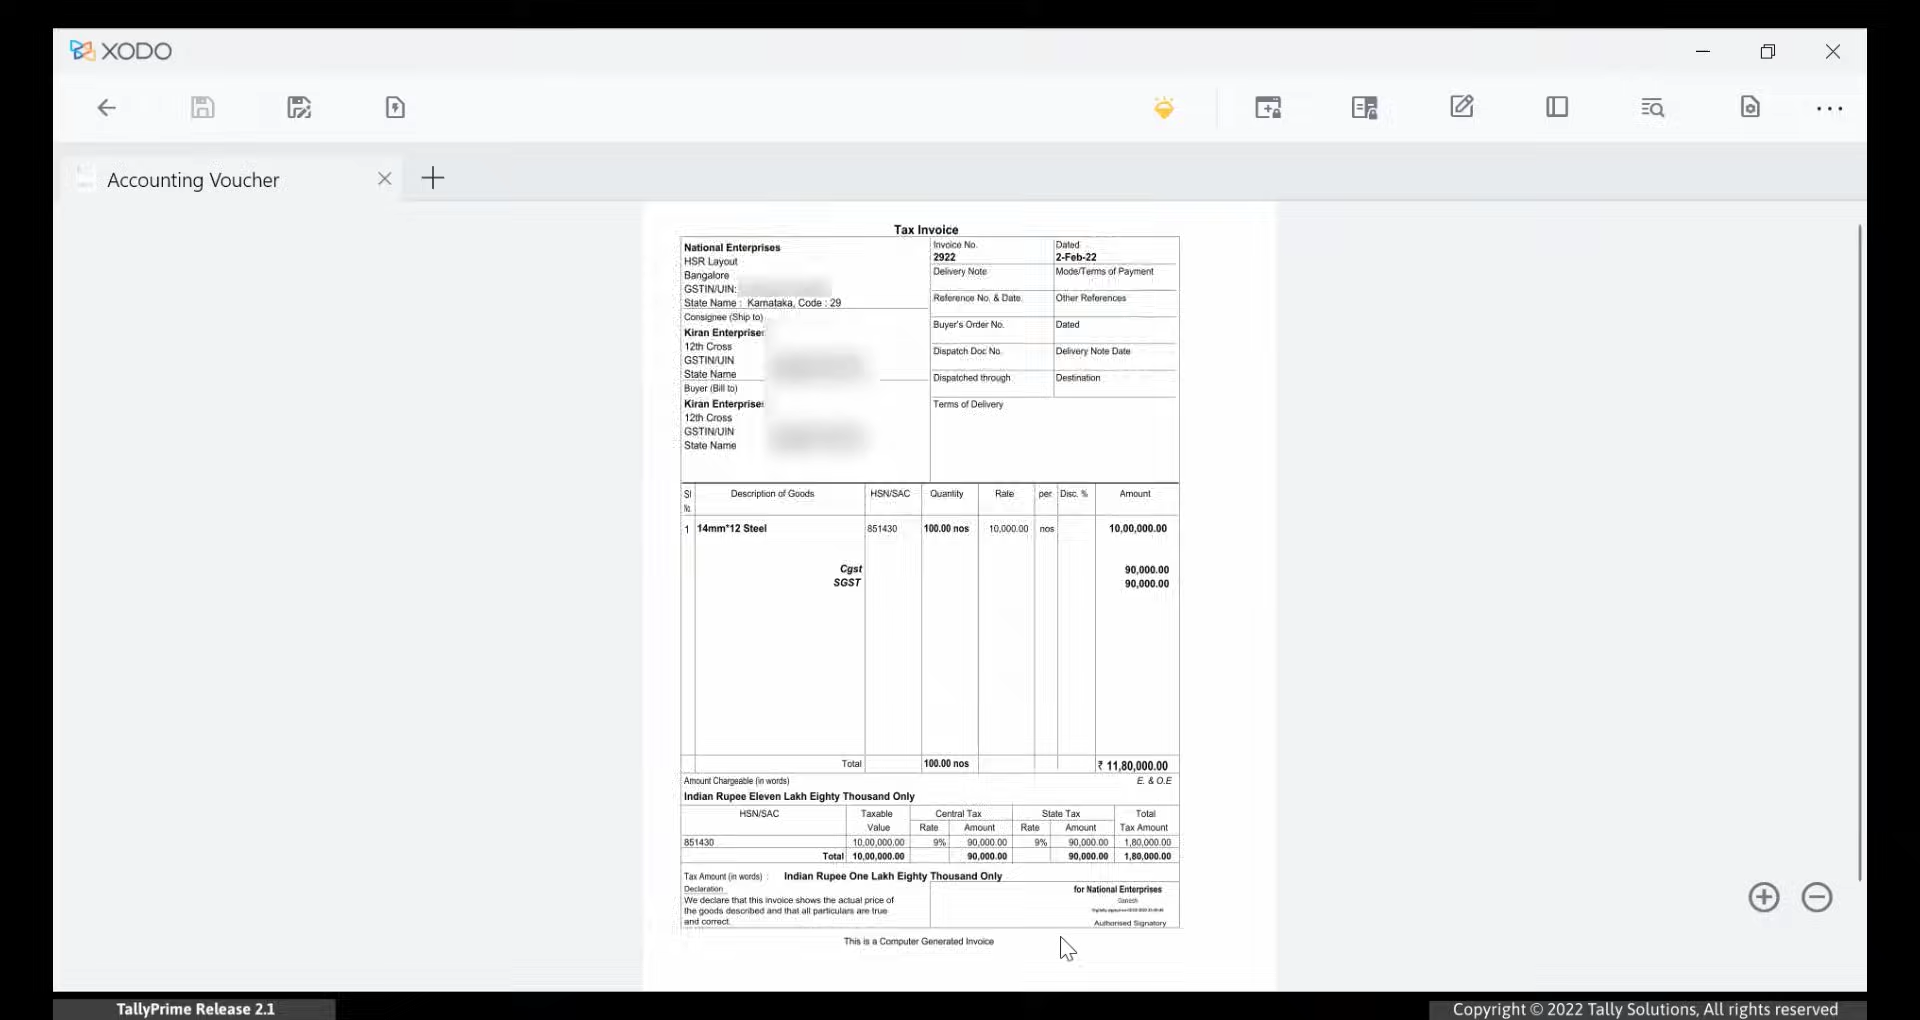 XODO
Accounting Voucher
Tax Invoice
National Enterprises
HSR Layout
Bangalore
GSTIN/UIN:
State Name : Karnataka, Code : 29
Consignee (Ship to)
Kiran Enterprise
12th Cross
GSTIN/UIN
State Name
Buyer (Bill to)
Kiran Enterprise
12th Cross
GSTIN/UIN
State Name
Invoice No. Dated
2922 2-Feb-22
Delivery Note Mode/Terms of Payment
Reference No. & Date. Other References
Buyer's Order No. Dated
Dispatch Doc No. Delivery Note Date
Dispatched through Destination
Terms of Delivery
Sl Description of Goods HSN/SAC Quantity Rate per Disc. % Amount
No.
1 14mm*12 Steel 851430 100.00 nos 10,000.00 nos 10,00,000.00
Cgst 90,000.00
SGST 90,000.00
Total 100.00 nos ₹ 11,80,000.00
Amount Chargeable (in words) E. & O.E
Indian Rupee Eleven Lakh Eighty Thousand Only
HSN/SAC Taxable Central Tax State Tax Total
Value Rate Amount Rate Amount Tax Amount
851430 10,00,000.00 9% 90,000.00 9% 90,000.00 1,80,000.00
Total 10,00,000.00 90,000.00 90,000.00 1,80,000.00
Tax Amount (in words) : Indian Rupee One Lakh Eighty Thousand Only
Declaration
We declare that this invoice shows the actual price of
the goods described and that all particulars are true
and correct.
for National Enterprises
Ganesh
Authorised Signatory
This is a Computer Generated Invoice
TallyPrime Release 2.1
Copyright © 2022 Tally Solutions, All rights reserved